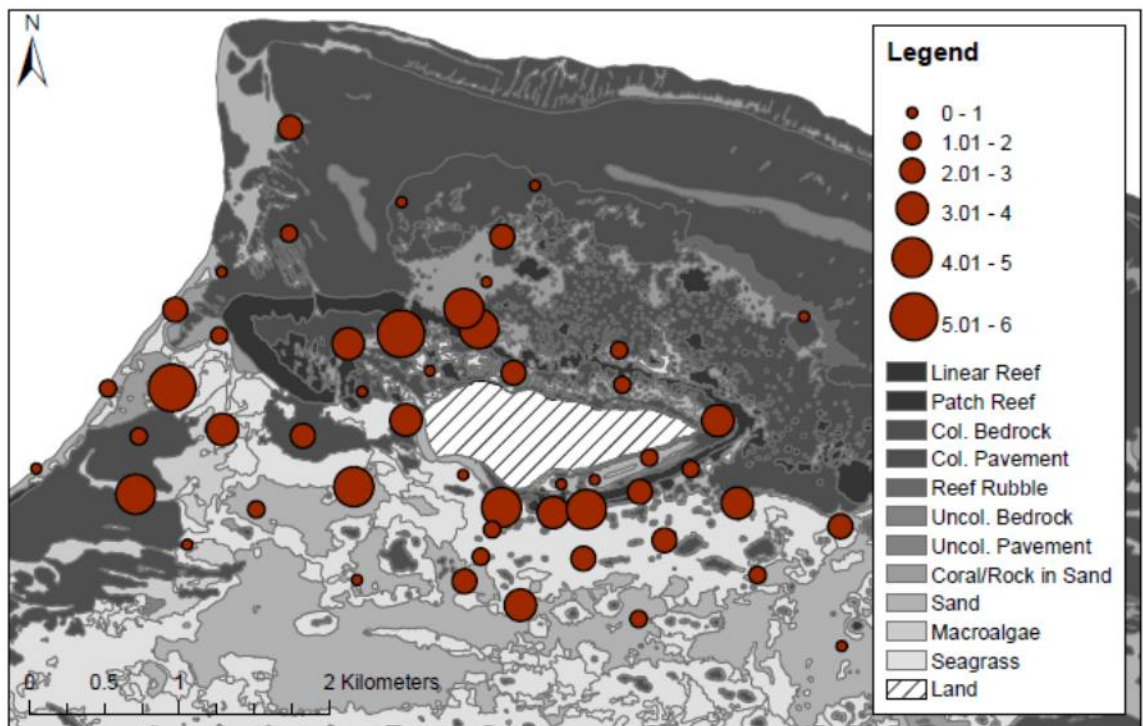 N
Legend
0 - 1
1.01 - 2
2.01 - 3
3.01 - 4
4.01 - 5
5.01 - 6
Linear Reef
Patch Reef
Col. Bedrock
Col. Pavement
Reef Rubble
Uncol. Bedrock
Uncol. Pavement
Coral/Rock in Sand
Sand
Macroalgae
Seagrass
Land
0 0.5 1 2 Kilometers